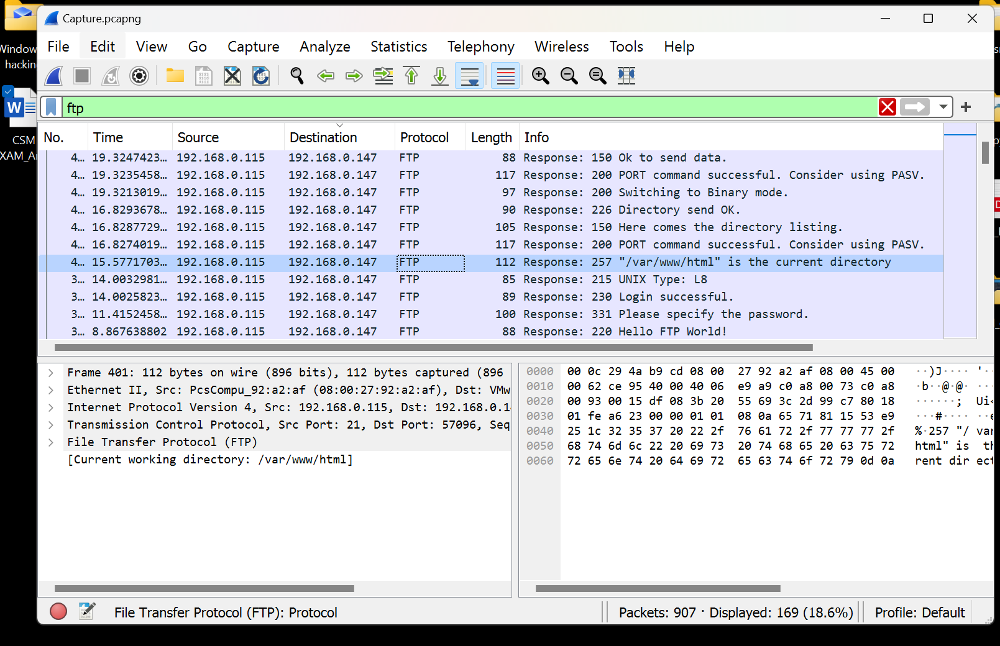 Capture.pcapng
Window
hacking
W
CSM
XAM_A
File Edit View Go Capture Analyze Statistics Telephony Wireless Tools Help
ftp
No. Time Source Destination Protocol Length Info
4… 19.3247423… 192.168.0.115 192.168.0.147 FTP 88 Response: 150 Ok to send data.
4… 19.3235458… 192.168.0.115 192.168.0.147 FTP 117 Response: 200 PORT command successful. Consider using PASV.
4… 19.3213019… 192.168.0.115 192.168.0.147 FTP 97 Response: 200 Switching to Binary mode.
4… 16.8293678… 192.168.0.115 192.168.0.147 FTP 90 Response: 226 Directory send OK.
4… 16.8287729… 192.168.0.115 192.168.0.147 FTP 105 Response: 150 Here comes the directory listing.
4… 16.8274019… 192.168.0.115 192.168.0.147 FTP 117 Response: 200 PORT command successful. Consider using PASV.
4… 15.5771703… 192.168.0.115 192.168.0.147 FTP 112 Response: 257 "/var/www/html" is the current directory
3… 14.0032981… 192.168.0.115 192.168.0.147 FTP 85 Response: 215 UNIX Type: L8
3… 14.0025823… 192.168.0.115 192.168.0.147 FTP 89 Response: 230 Login successful.
3… 11.4152458… 192.168.0.115 192.168.0.147 FTP 100 Response: 331 Please specify the password.
3… 8.867638802 192.168.0.115 192.168.0.147 FTP 88 Response: 220 Hello FTP World!
Frame 401: 112 bytes on wire (896 bits), 112 bytes captured (896
Ethernet II, Src: PcsCompu_92:a2:af (08:00:27:92:a2:af), Dst: VMw
Internet Protocol Version 4, Src: 192.168.0.115, Dst: 192.168.0.1
Transmission Control Protocol, Src Port: 21, Dst Port: 57096, Seq
File Transfer Protocol (FTP)
[Current working directory: /var/www/html]
0000 00 0c 29 4a b9 cd 08 00 27 92 a2 af 08 00 45 00 ··)J···· '··
0010 00 62 ce 95 40 00 40 06 e9 a9 c0 a8 00 73 c0 a8 ·b··@·@· ···
0020 00 93 00 15 df 08 3b 20 55 69 3c 2d 99 c7 80 18 ······; Ui<
0030 01 fe a6 23 00 00 01 01 08 0a 65 71 81 15 53 e9 ···#···· ··e
0040 25 1c 32 35 37 20 22 2f 76 61 72 2f 77 77 77 2f %·257 "/ var
0050 68 74 6d 6c 22 20 69 73 20 74 68 65 20 63 75 72 html" is th
0060 72 65 6e 74 20 64 69 72 65 63 74 6f 72 79 0d 0a rent dir ect
File Transfer Protocol (FTP): Protocol
Packets: 907 · Displayed: 169 (18.6%)
Profile: Default